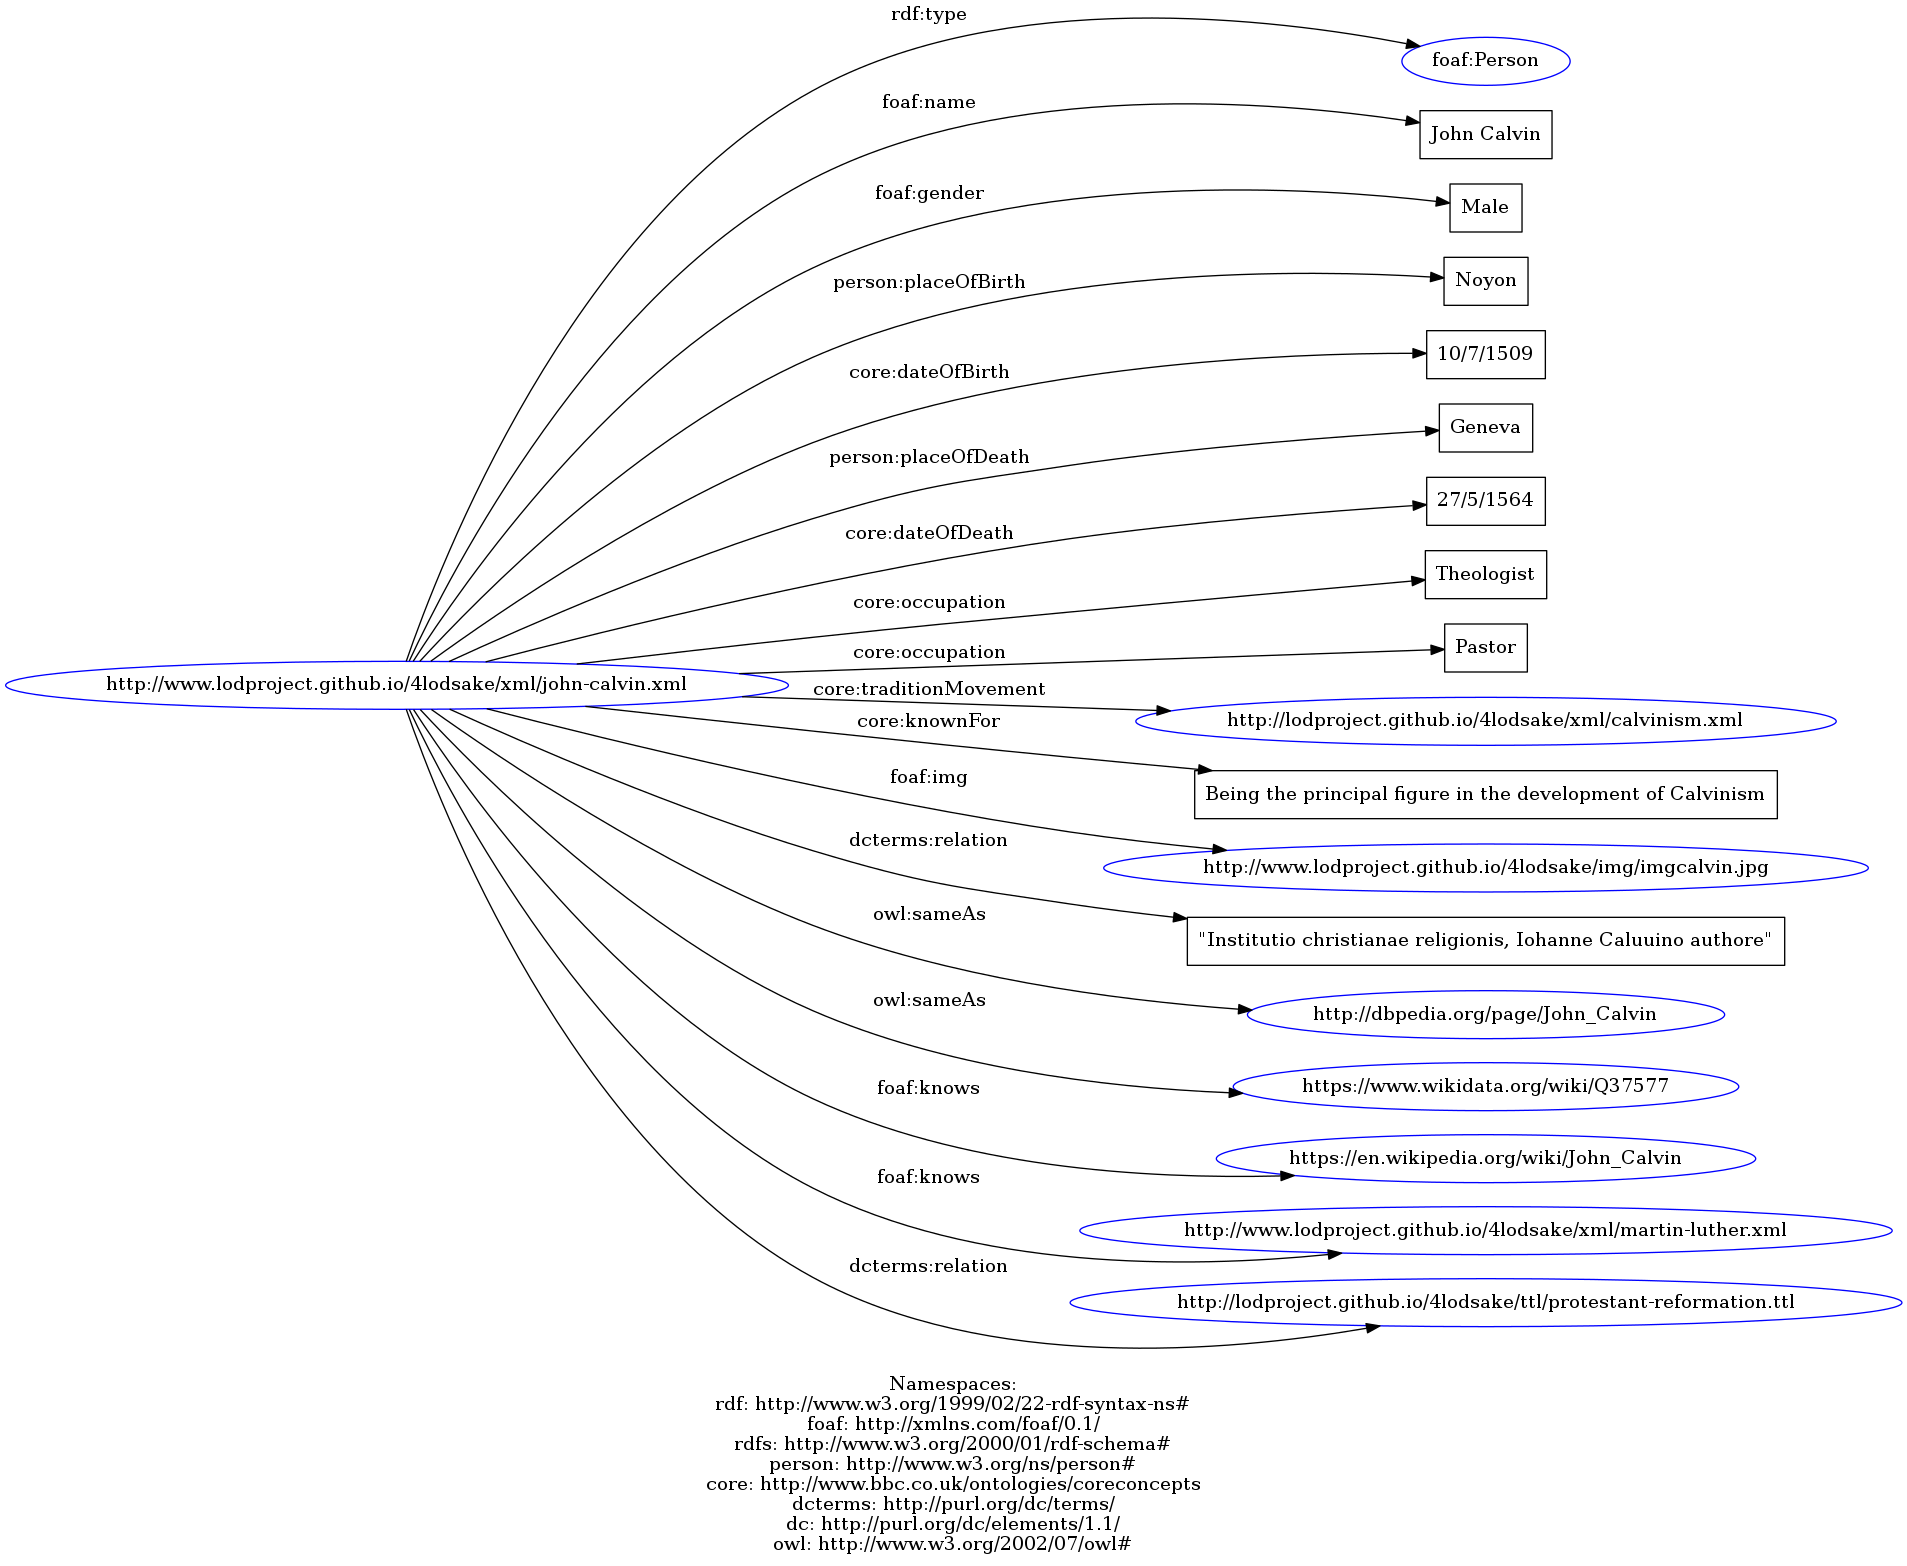 rdf:type
foaf:Person
foaf:name
John Calvin
foaf:gender
Male
person:placeOfBirth
Noyon
core:dateOfBirth
10/7/1509
person:placeOfDeath
Geneva
core:dateOfDeath
27/5/1564
core:occupation
Theologist
core:occupation
Pastor
http://www.lodproject.github.io/4lodsake/xml/john-calvin.xml
core:traditionMovement
http://lodproject.github.io/4lodsake/xml/calvinism.xml
core:knownFor
Being the principal figure in the development of Calvinism
foaf:img
http://www.lodproject.github.io/4lodsake/img/imgcalvin.jpg
dcterms:relation
"Institutio christianae religionis, Iohanne Caluuino authore"
owl:sameAs
http://dbpedia.org/page/John_Calvin
owl:sameAs
https://www.wikidata.org/wiki/Q37577
foaf:knows
https://en.wikipedia.org/wiki/John_Calvin
foaf:knows
http://www.lodproject.github.io/4lodsake/xml/martin-luther.xml
dcterms:relation
http://lodproject.github.io/4lodsake/ttl/protestant-reformation.ttl
Namespaces:
rdf: http://www.w3.org/1999/02/22-rdf-syntax-ns#
foaf: http://xmlns.com/foaf/0.1/
rdfs: http://www.w3.org/2000/01/rdf-schema#
person: http://www.w3.org/ns/person#
core: http://www.bbc.co.uk/ontologies/coreconcepts
dcterms: http://purl.org/dc/terms/
dc: http://purl.org/dc/elements/1.1/
owl: http://www.w3.org/2002/07/owl#